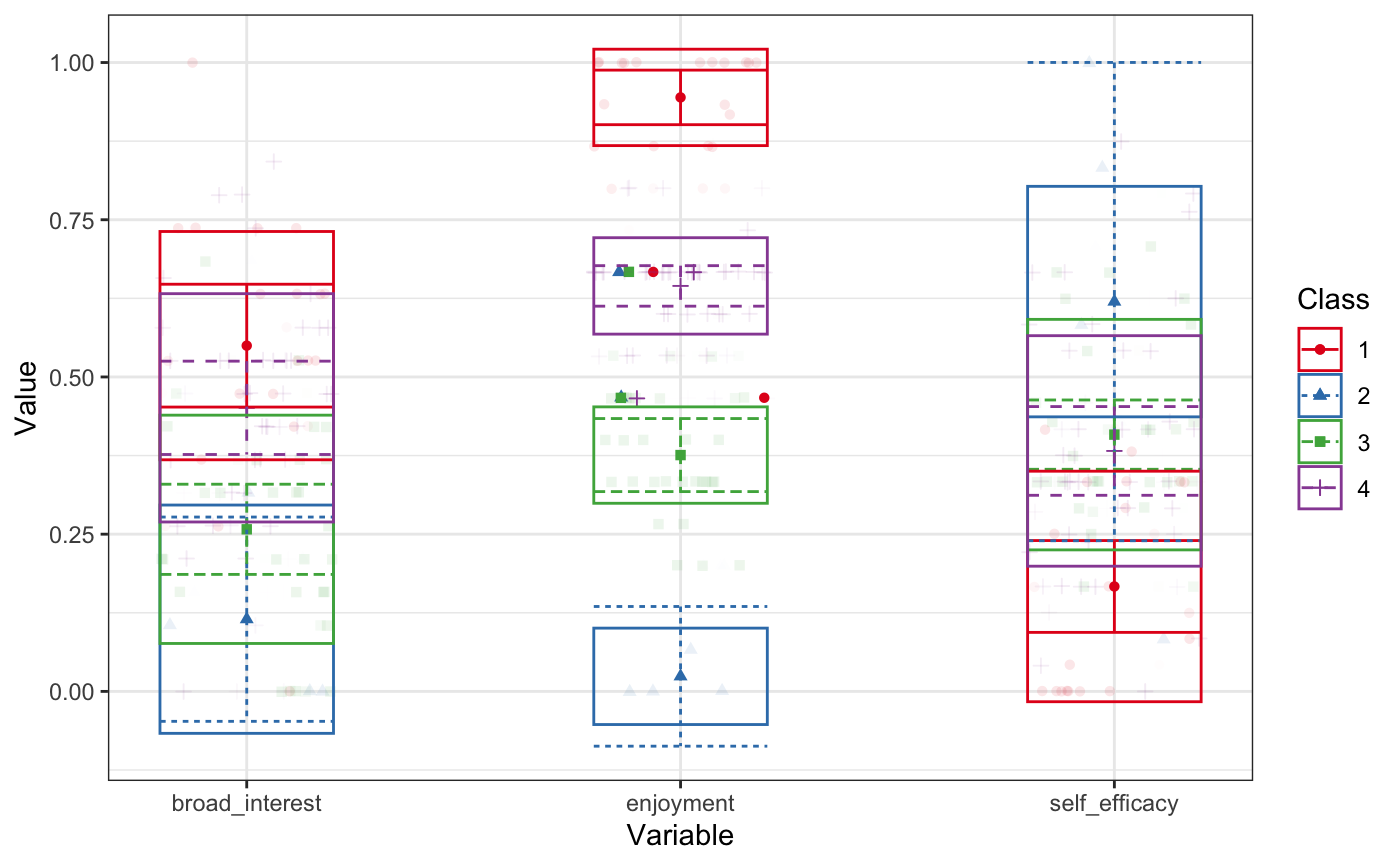 1.00
0.75
0.50
0.25
0.00
Value
broad_interest
enjoyment
self_efficacy
Variable
Class
1
2
3
4